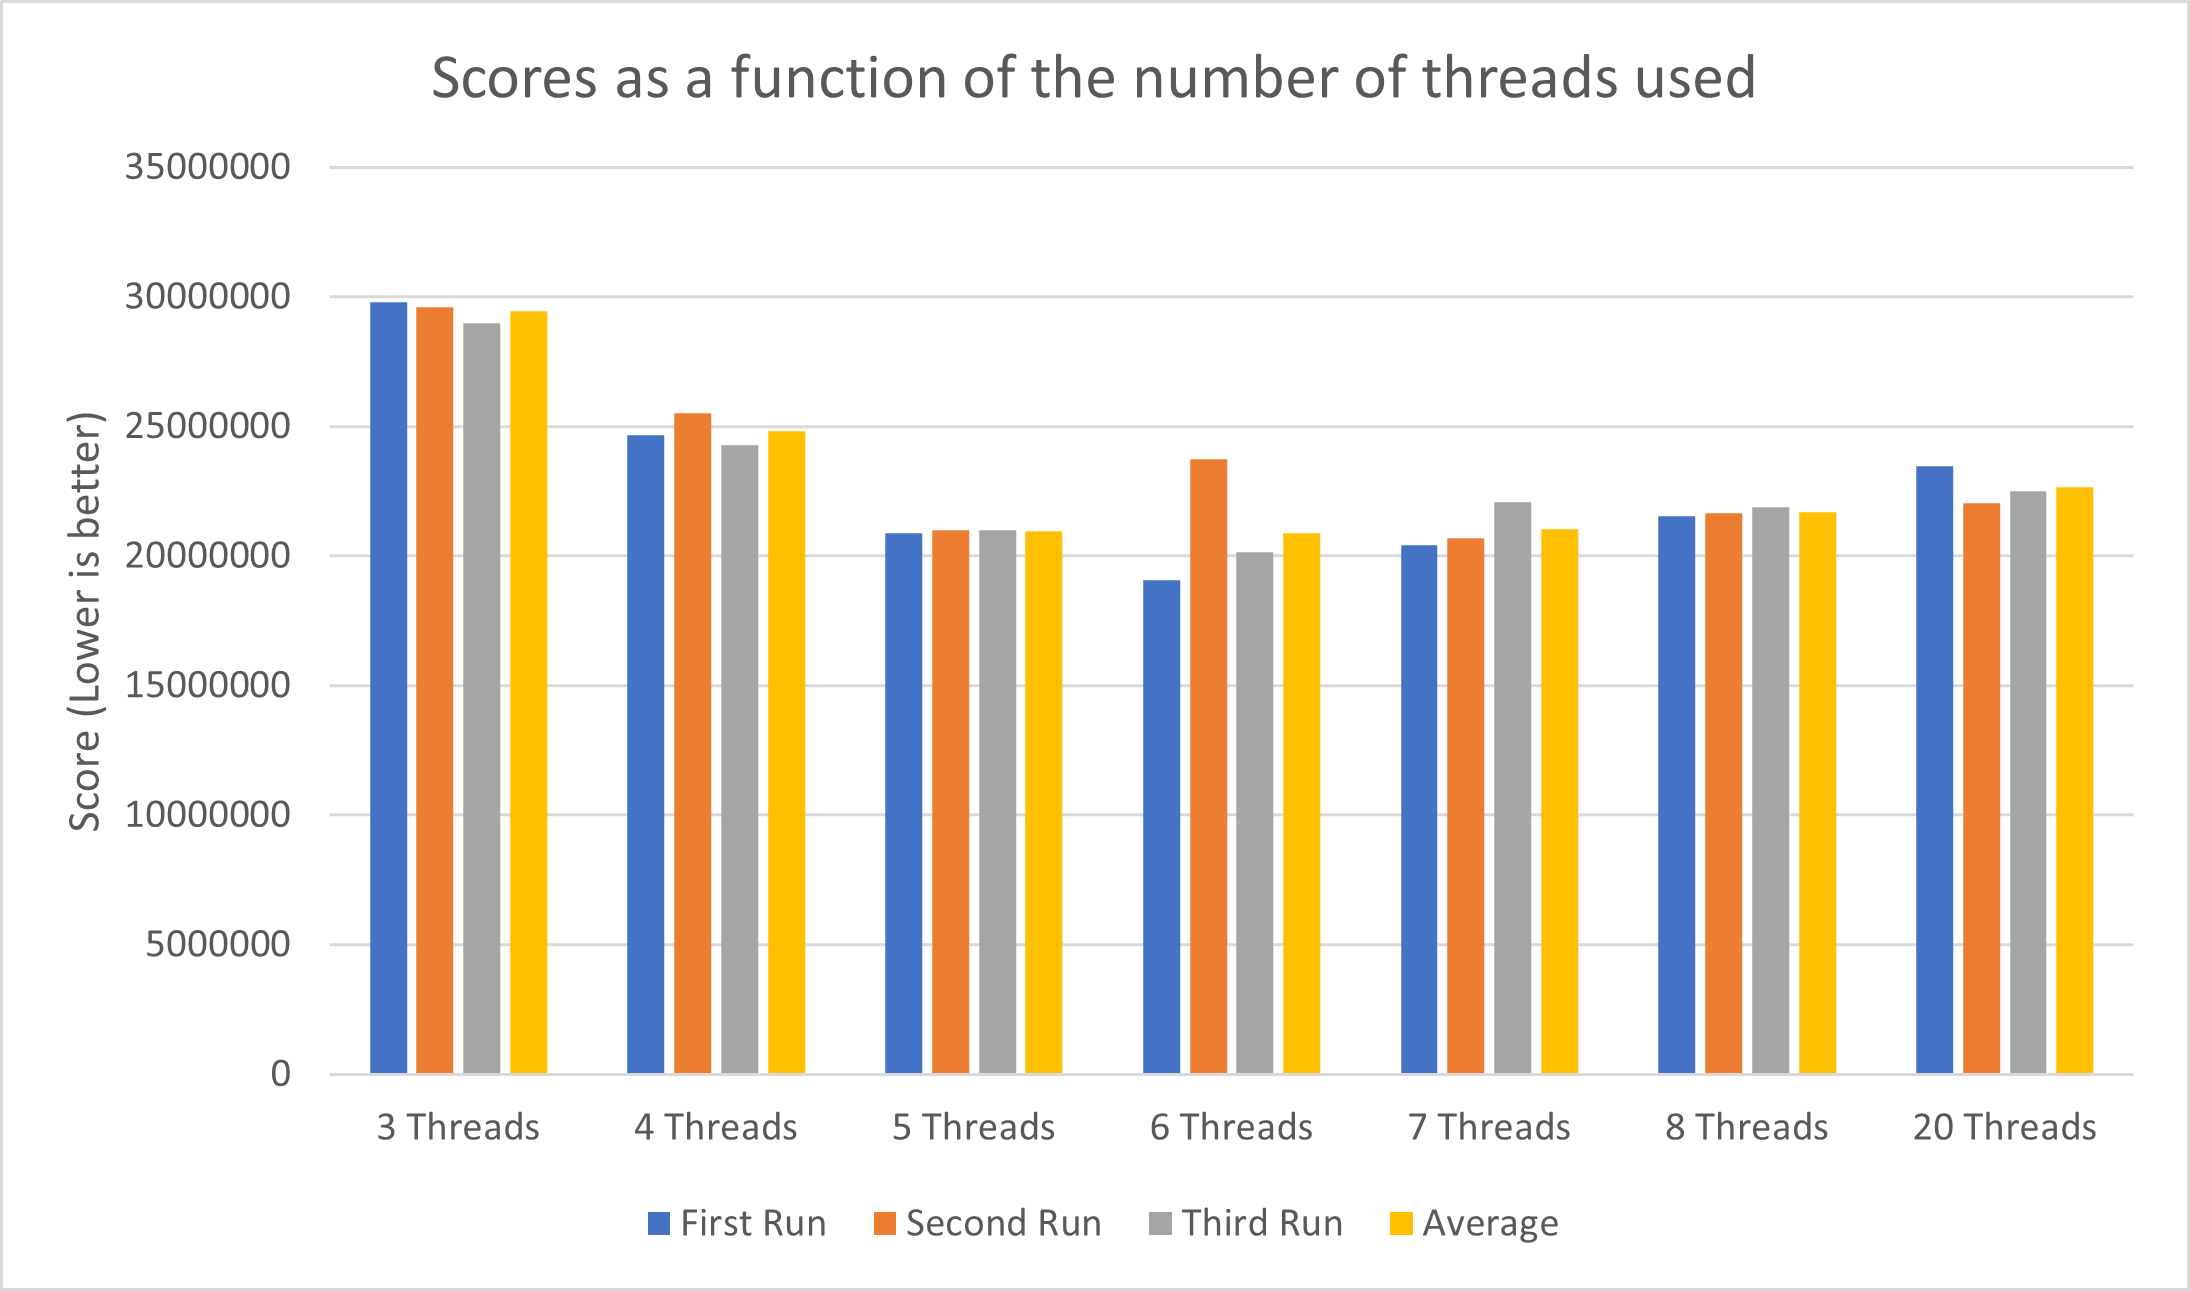 Scores as a function of the number of threads used
Score (Lower is better)
35000000
30000000
25000000
20000000
15000000
10000000
5000000
0
3 Threads 4 Threads 5 Threads 6 Threads 7 Threads 8 Threads 20 Threads
First Run Second Run Third Run Average